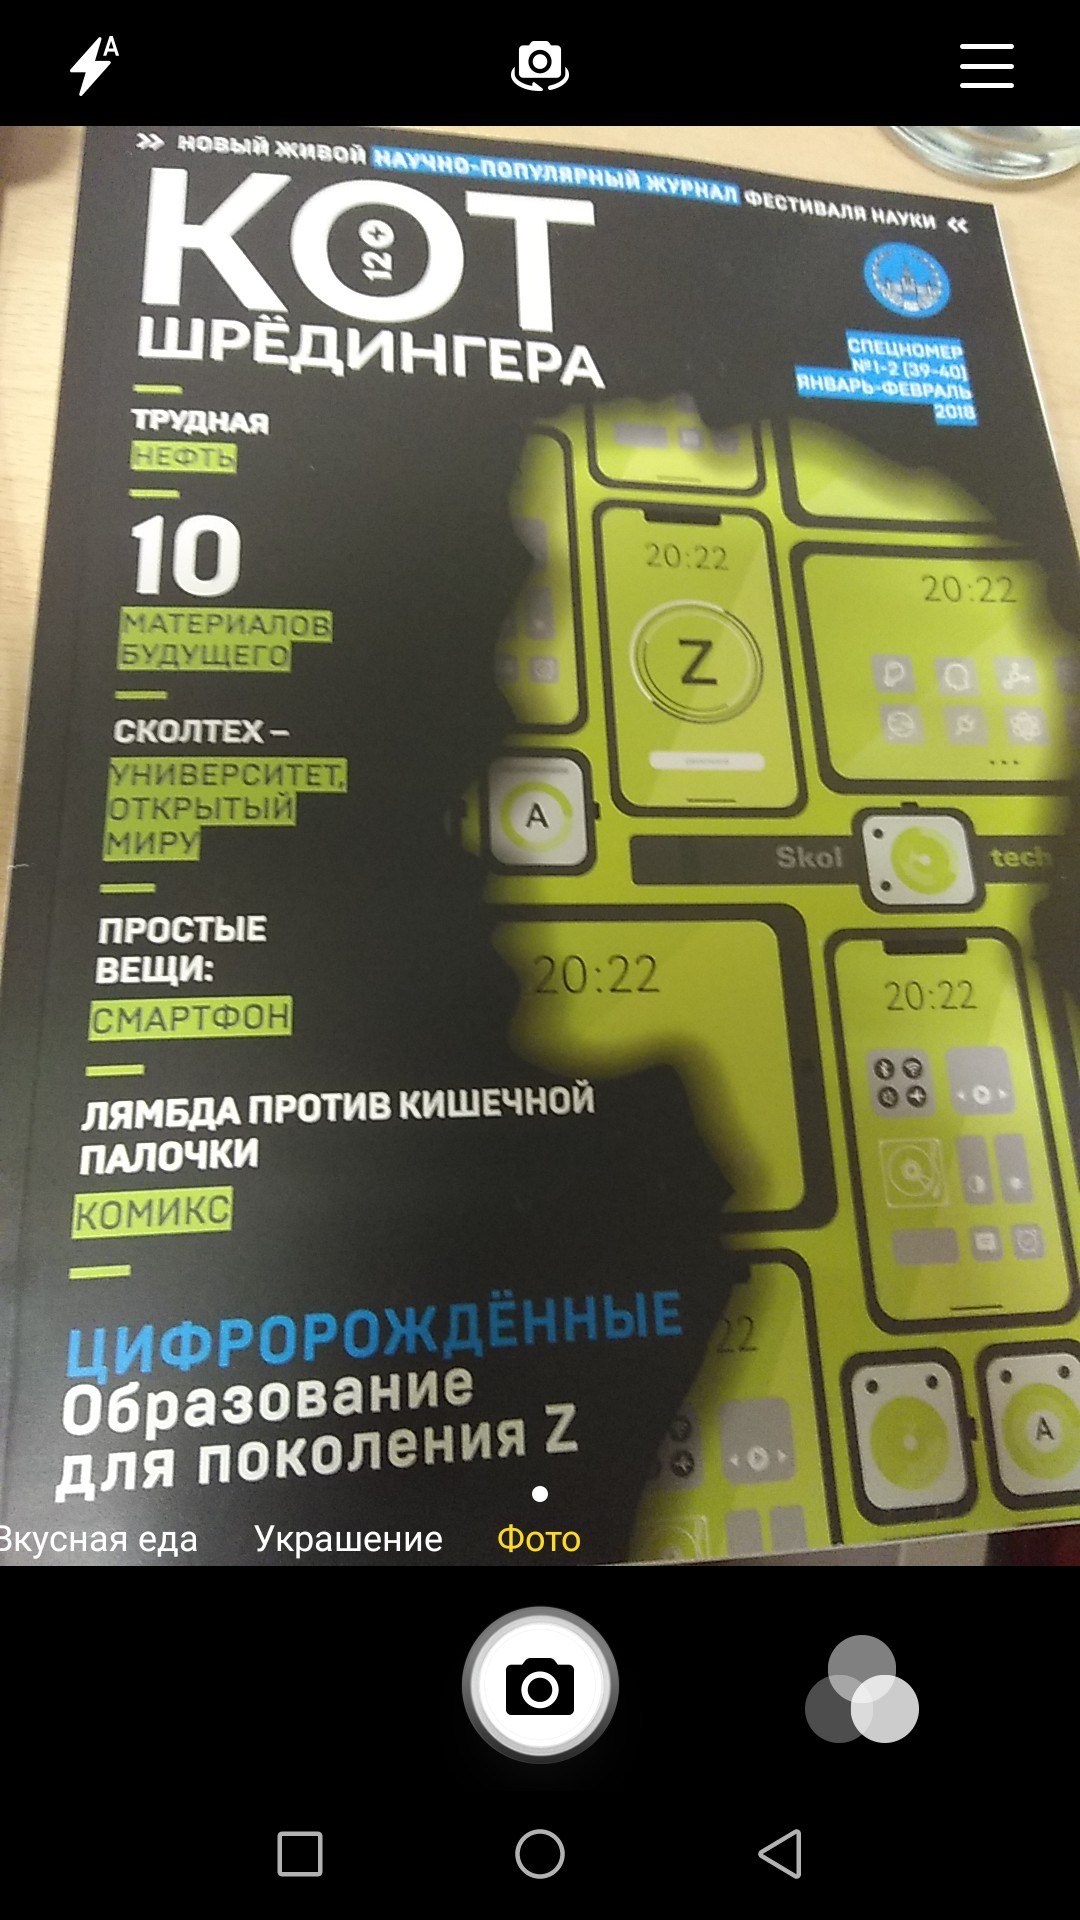 A
>> НОВЫЙ ЖИВОЙ НАУЧНО-ПОПУЛЯРНЫЙ ЖУРНАЛ ФЕСТИВАЛЯ НАУКИ <<
КОТ
12+
ШРЁДИНГЕРА
СПЕЦНОМЕР
№1-2 (39-40)
ЯНВАРЬ-ФЕВРАЛЬ
2018
ТРУДНАЯ
НЕФТЬ
10
МАТЕРИАЛОВ
БУДУЩЕГО
СКОЛТЕХ –
УНИВЕРСИТЕТ,
ОТКРЫТЫЙ
МИРУ
ПРОСТЫЕ
ВЕЩИ:
СМАРТФОН
ЛЯМБДА ПРОТИВ КИШЕЧНОЙ
ПАЛОЧКИ
КОМИКС
ЦИФРОРОЖДЁННЫЕ
Образование
для поколения Z
20:22
Z
20:22
A
Skol tech
20:22
20:22
22
A
Вкусная еда Украшение Фото